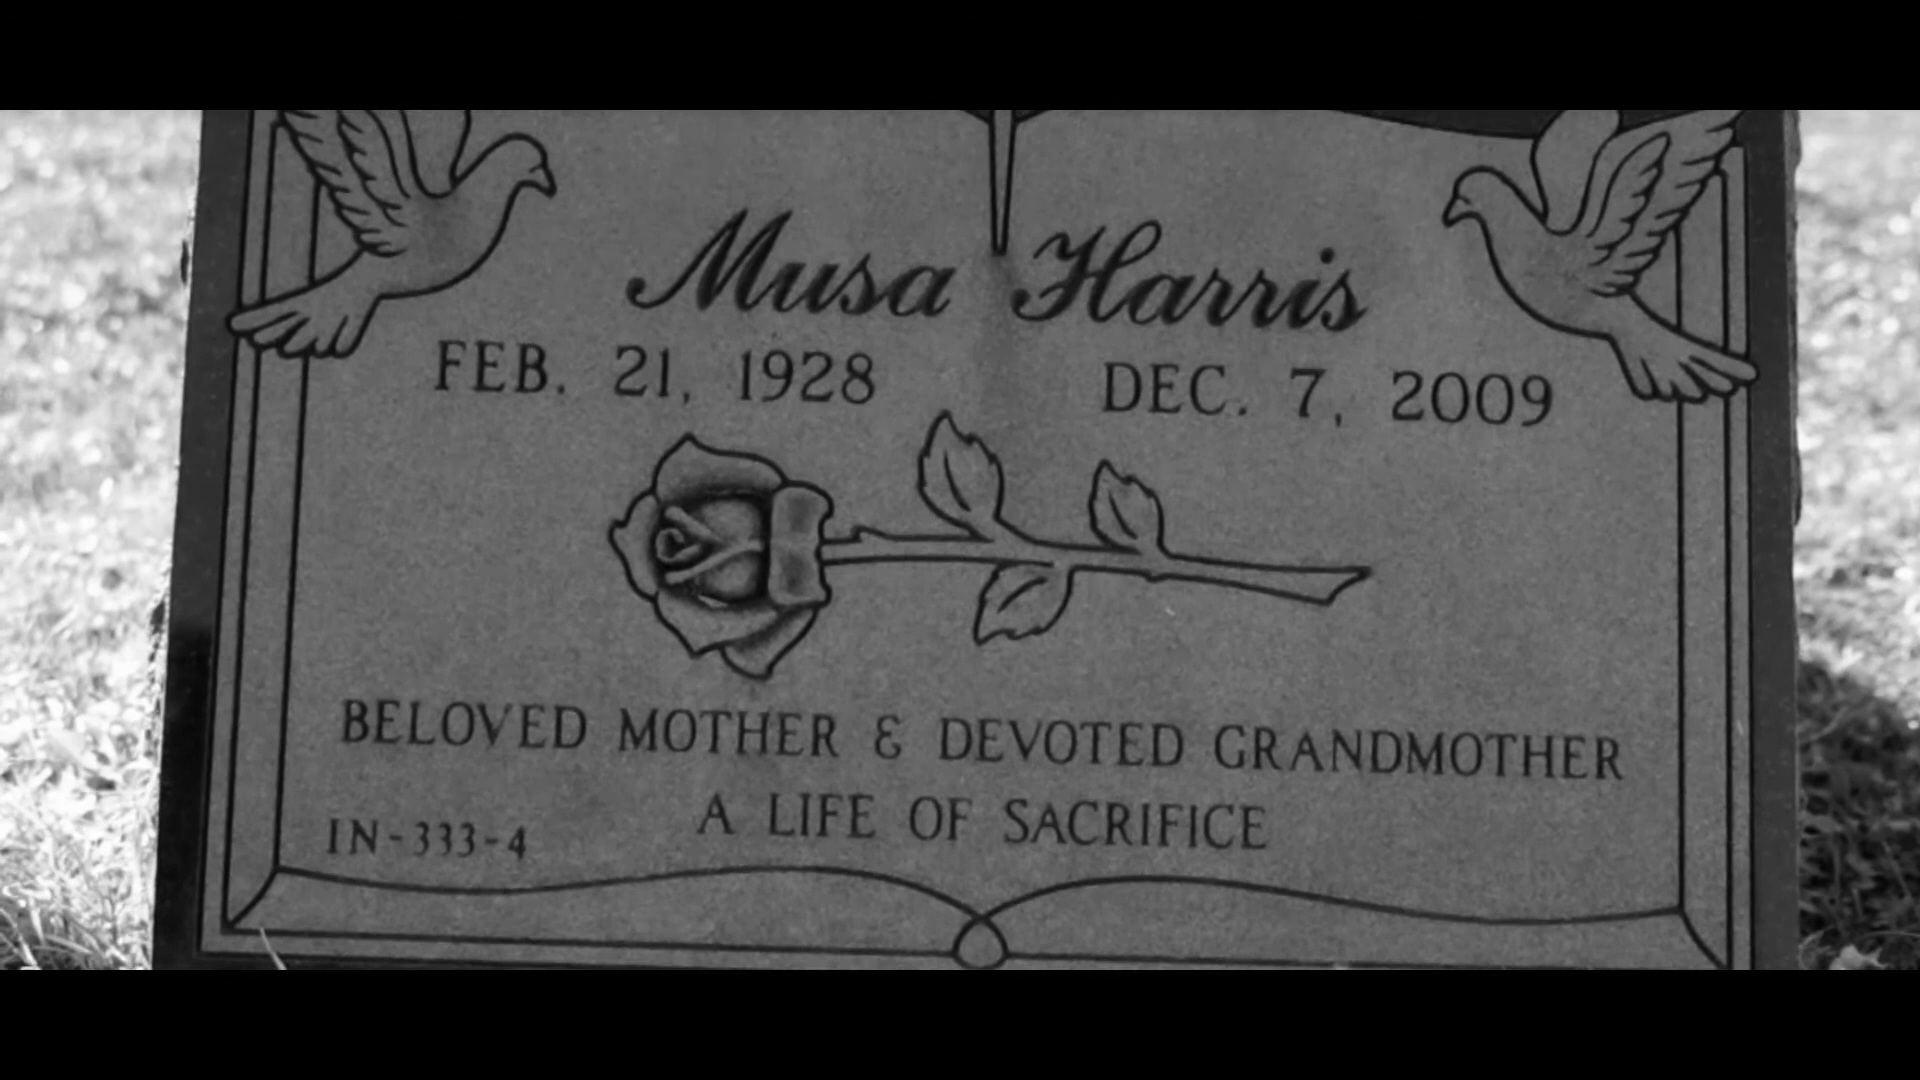 Musa Harris
FEB. 21, 1928 DEC. 7, 2009
BELOVED MOTHER & DEVOTED GRANDMOTHER
A LIFE OF SACRIFICE
IN-333-4